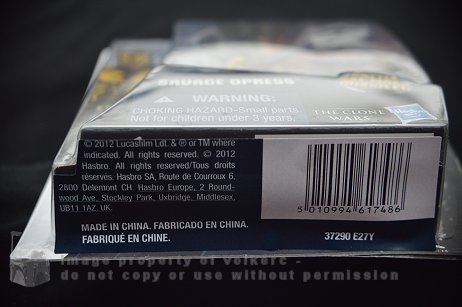 SAVAGE OPRESS
WARNING:
CHOKING HAZARD-Small parts
Not for children under 3 years.
THE CLONE
WARS
Hasbro
© 2012 Lucasfilm Ldt. & ® or TM where
indicated. All rights reserved. © 2012
Hasbro. All rights reserved/Tous droits
réservés. Hasbro SA, Route de Courroux 6,
2800 Delemont CH. Hasbro Europe, 2 Round-
wood Ave, Stockley Park, Uxbridge, Middlesex,
UB11 1AZ. UK.
MADE IN CHINA. FABRICADO EN CHINA.
FABRIQUÉ EN CHINE.
5 010994 617486
37290 E27Y
image property of volkerc -
do not copy or use without permission